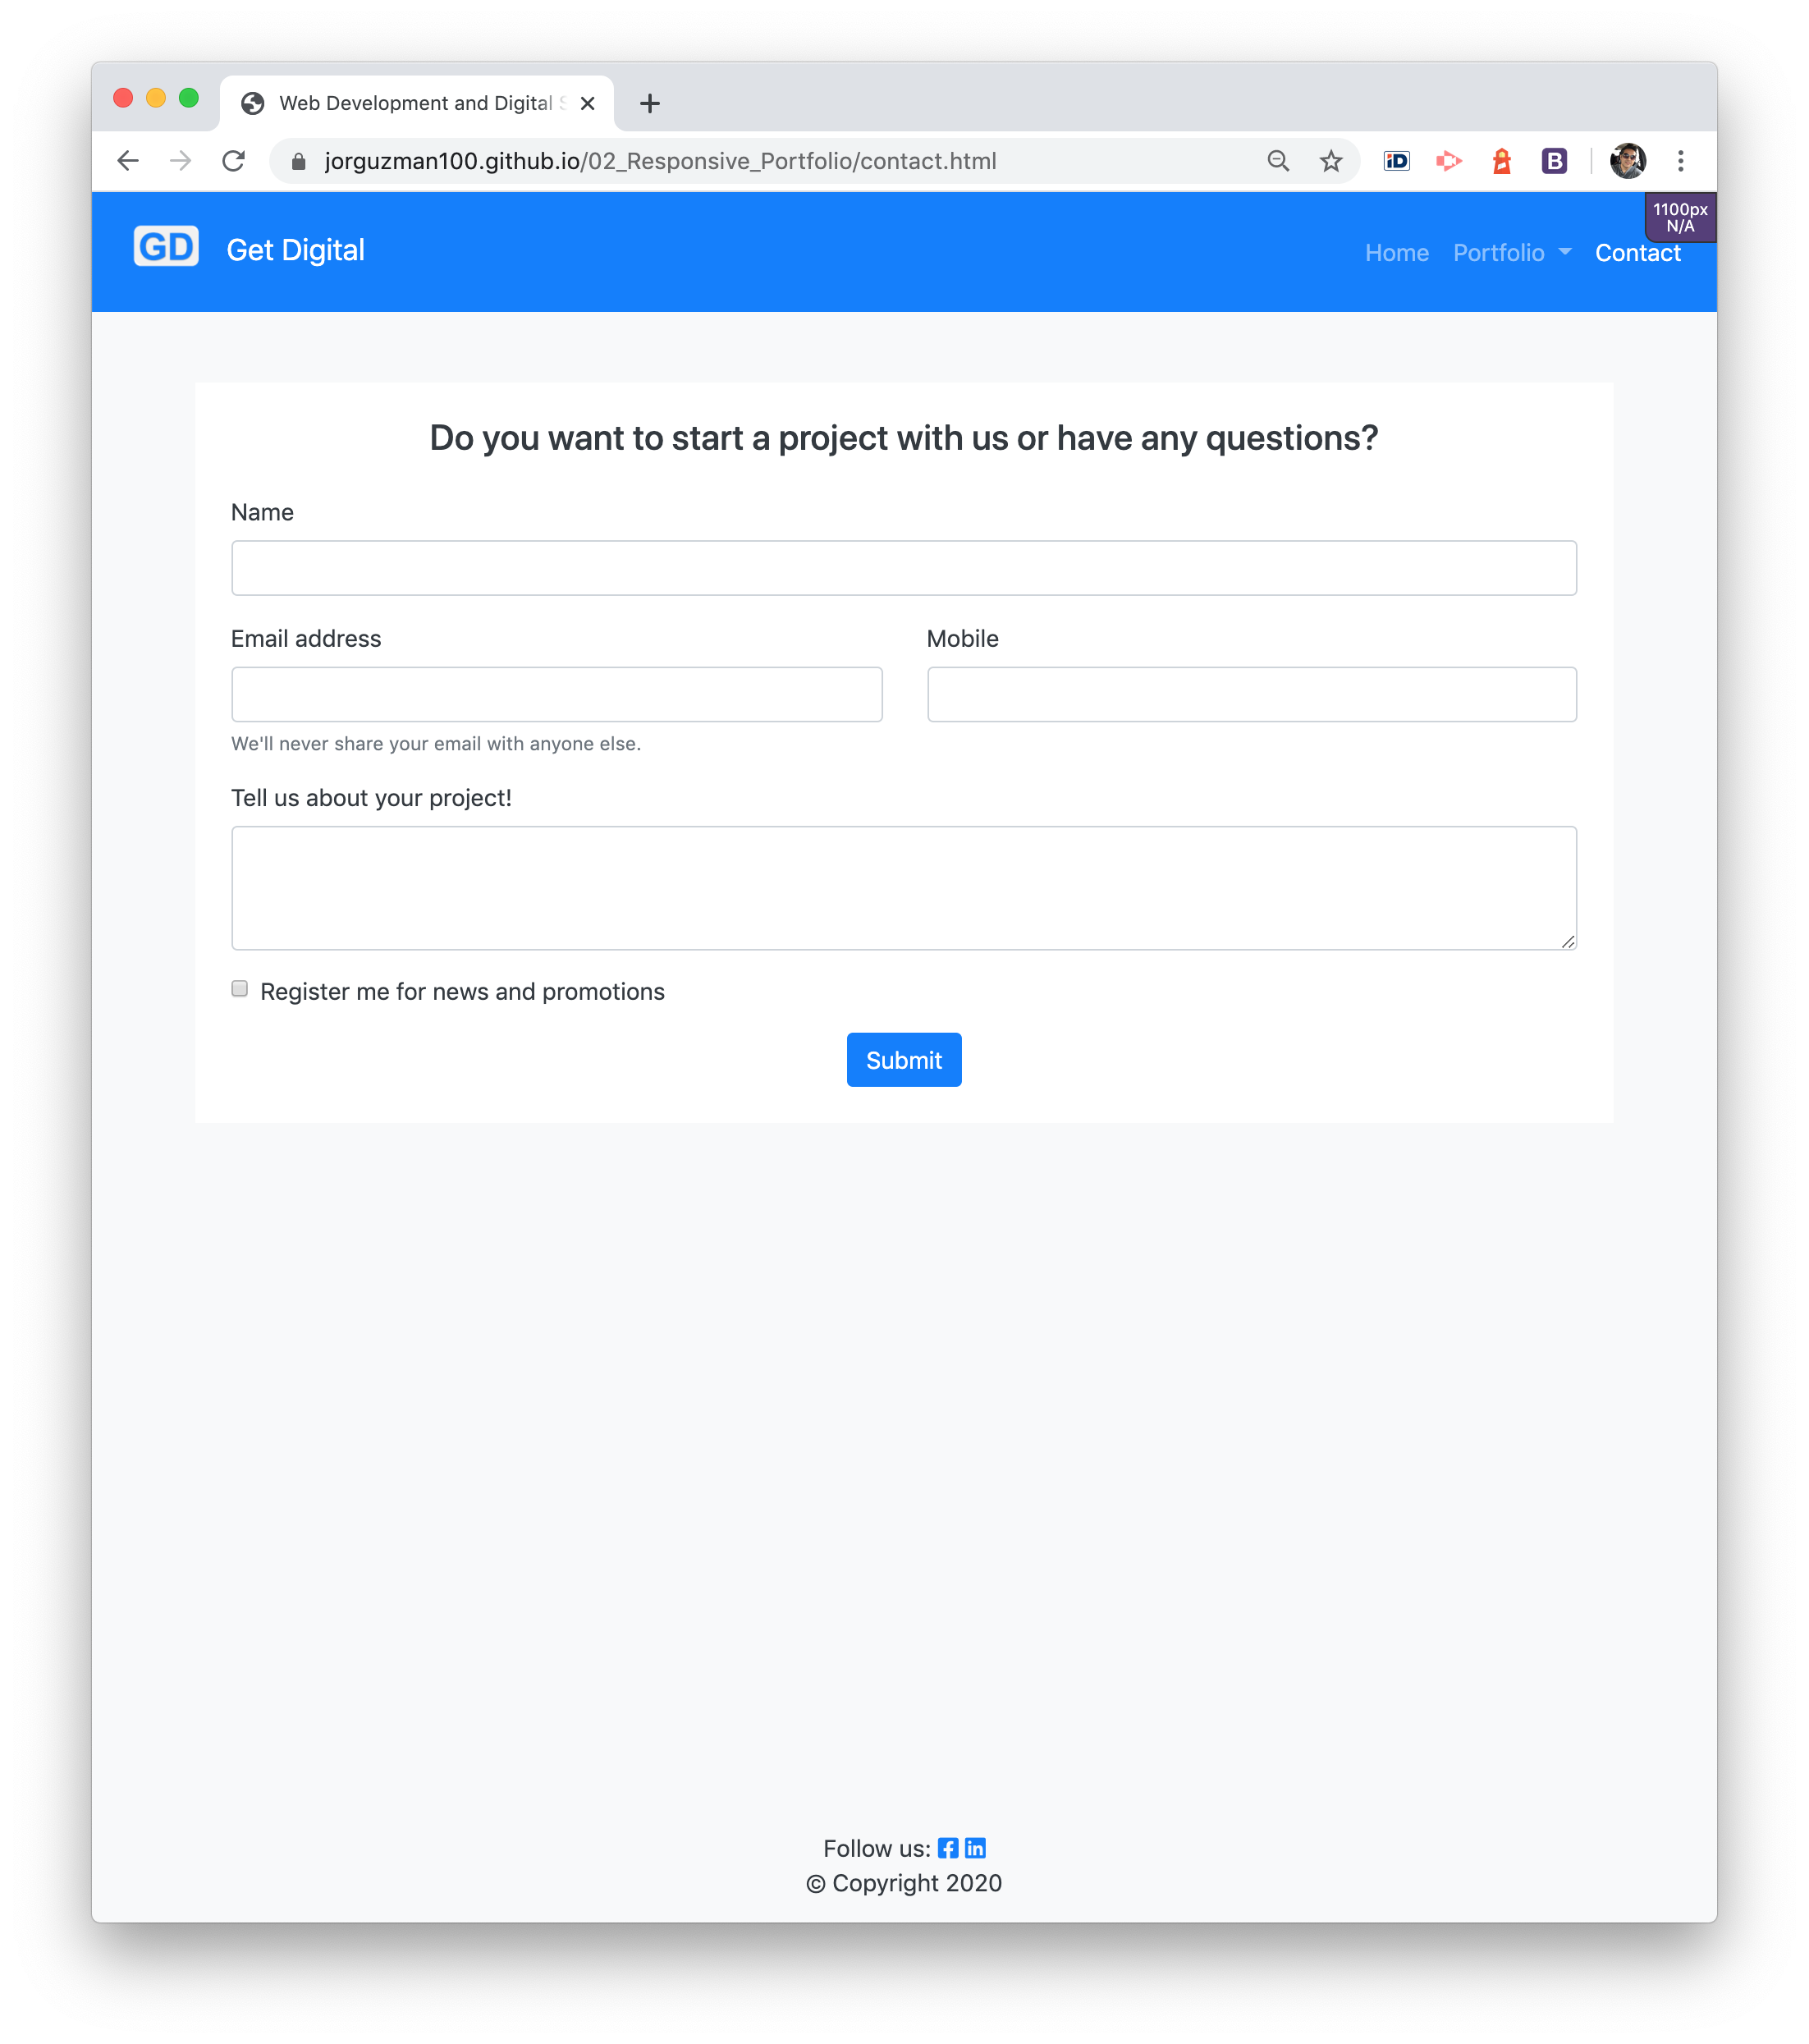 Web Development and Digital
jorguzman100.github.io/02_Responsive_Portfolio/contact.html
iD
B
1100px
N/A
GD
Get Digital
Home Portfolio Contact
Do you want to start a project with us or have any questions?
Name
Email address Mobile
We'll never share your email with anyone else.
Tell us about your project!
Register me for news and promotions
Submit
Follow us:
© Copyright 2020